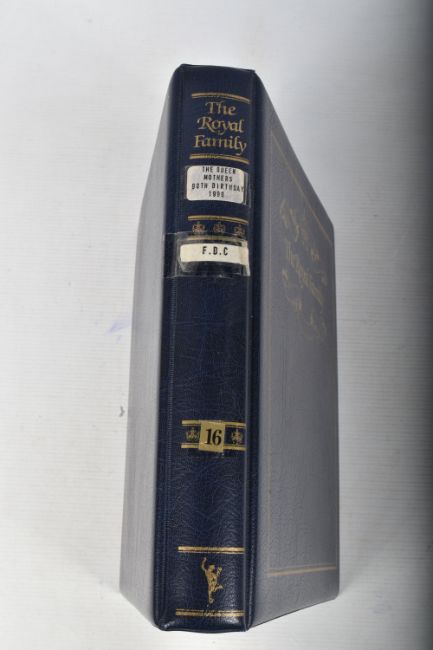 The
Royal
Family
THE QUEEN
MOTHERS
90TH BIRTHDAY
1990
F.D.C
16